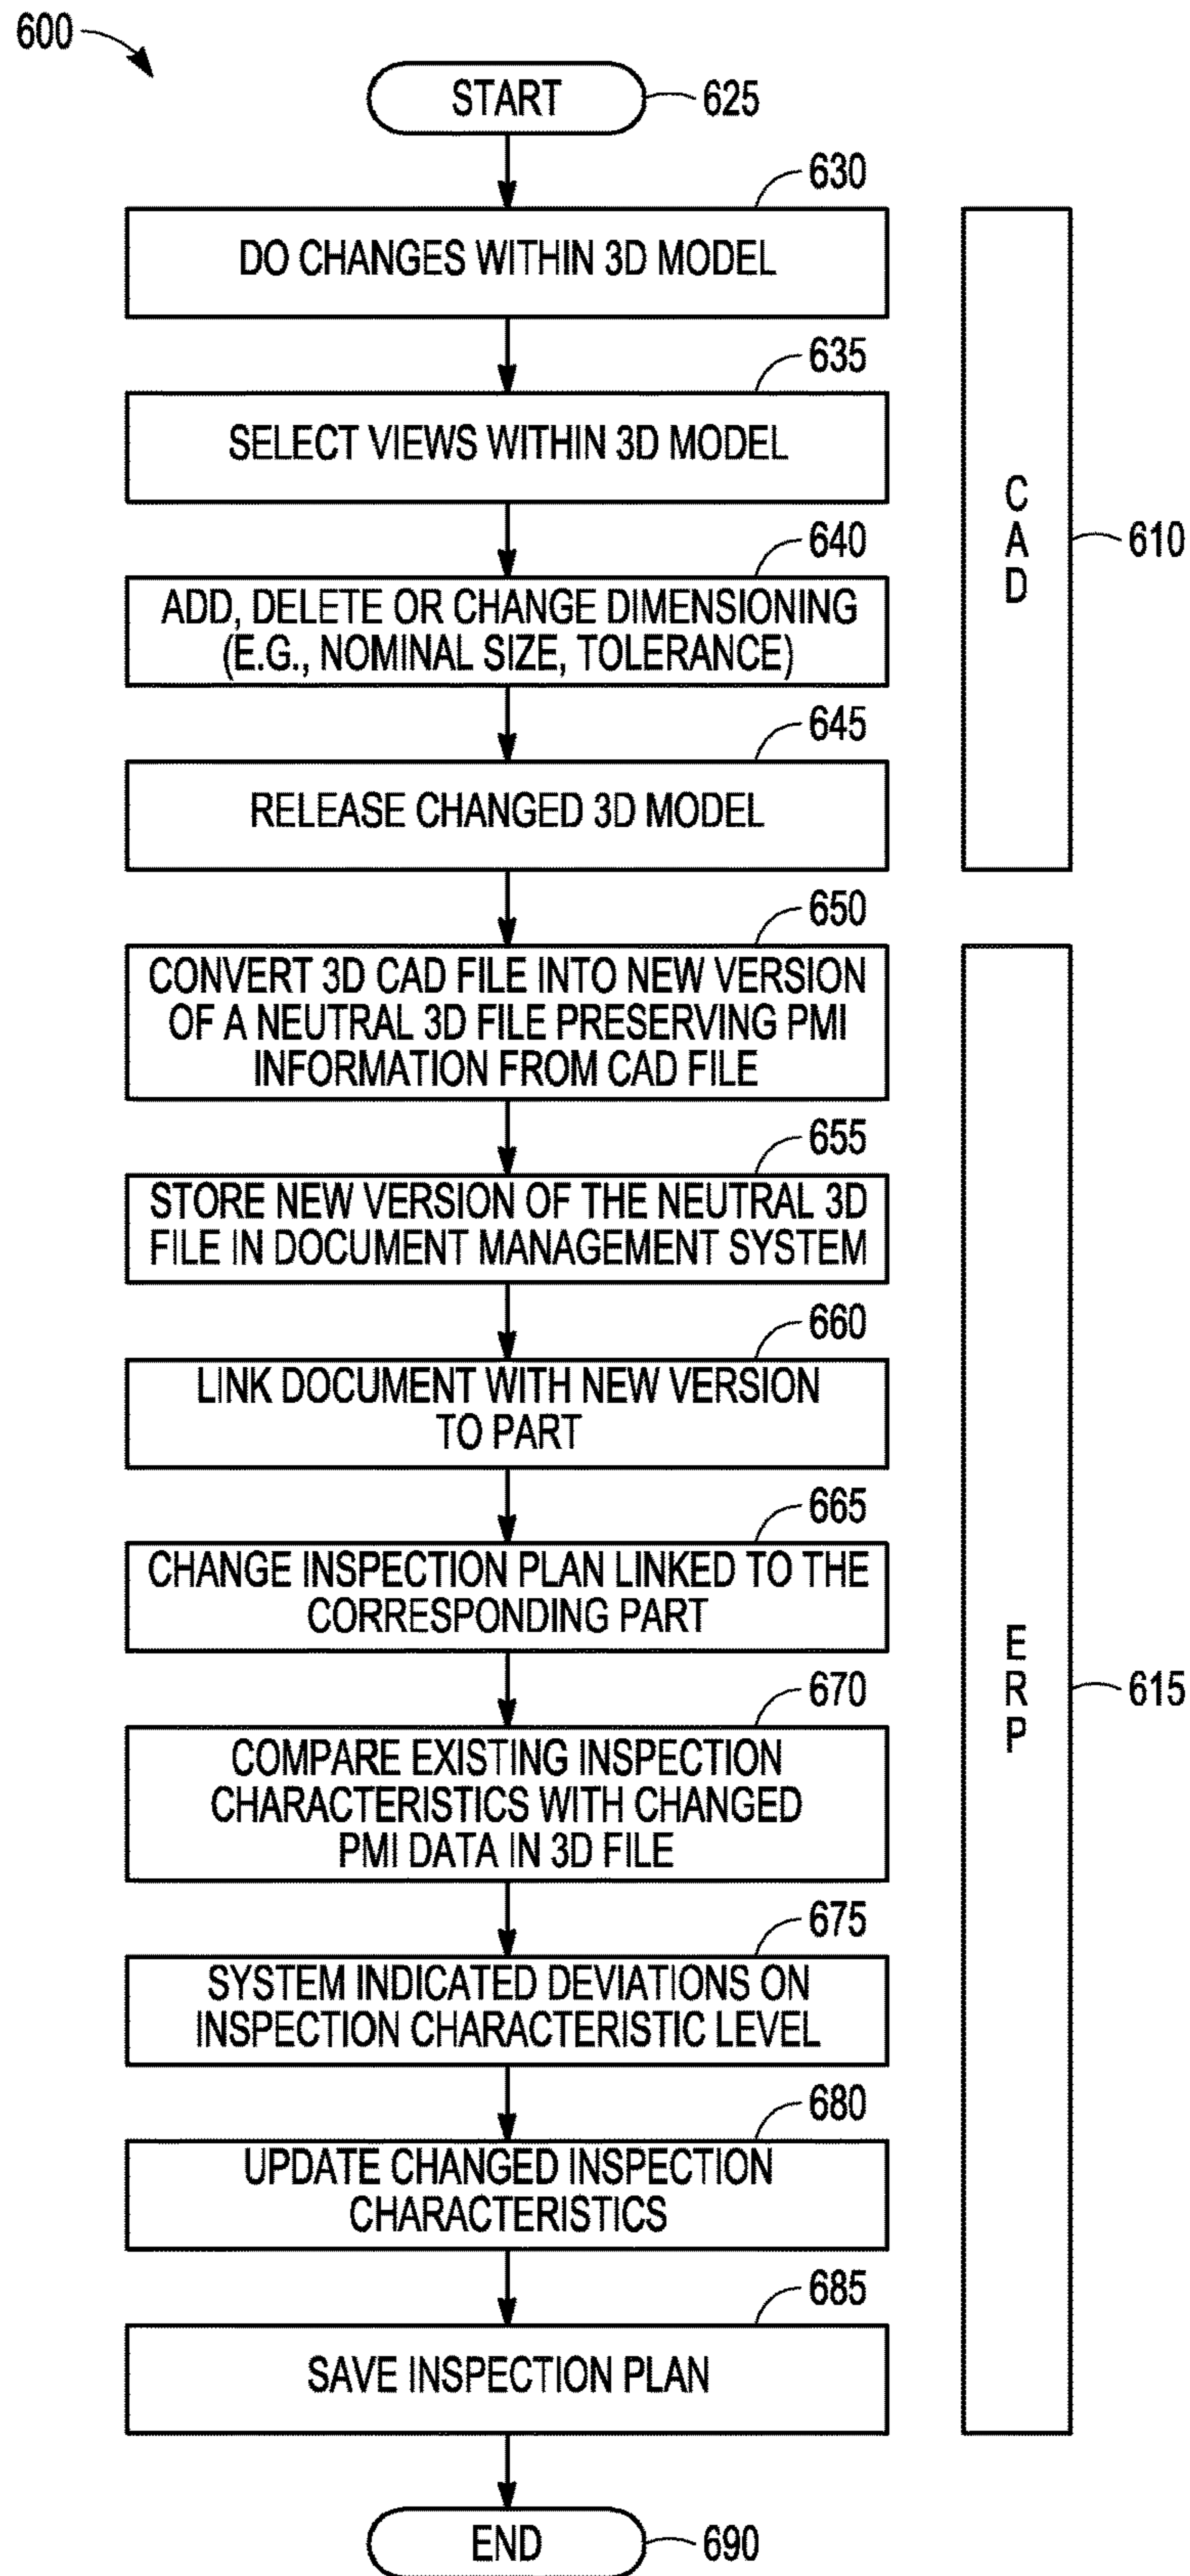 600
START
625
630
DO CHANGES WITHIN 3D MODEL
635
SELECT VIEWS WITHIN 3D MODEL
640
ADD, DELETE OR CHANGE DIMENSIONING
(E.G., NOMINAL SIZE, TOLERANCE)
645
RELEASE CHANGED 3D MODEL
C
A
D
610
650
CONVERT 3D CAD FILE INTO NEW VERSION
OF A NEUTRAL 3D FILE PRESERVING PMI
INFORMATION FROM CAD FILE
655
STORE NEW VERSION OF THE NEUTRAL 3D
FILE IN DOCUMENT MANAGEMENT SYSTEM
660
LINK DOCUMENT WITH NEW VERSION
TO PART
665
CHANGE INSPECTION PLAN LINKED TO THE
CORRESPONDING PART
670
COMPARE EXISTING INSPECTION
CHARACTERISTICS WITH CHANGED
PMI DATA IN 3D FILE
675
SYSTEM INDICATED DEVIATIONS ON
INSPECTION CHARACTERISTIC LEVEL
680
UPDATE CHANGED INSPECTION
CHARACTERISTICS
685
SAVE INSPECTION PLAN
E
R
P
615
END
690